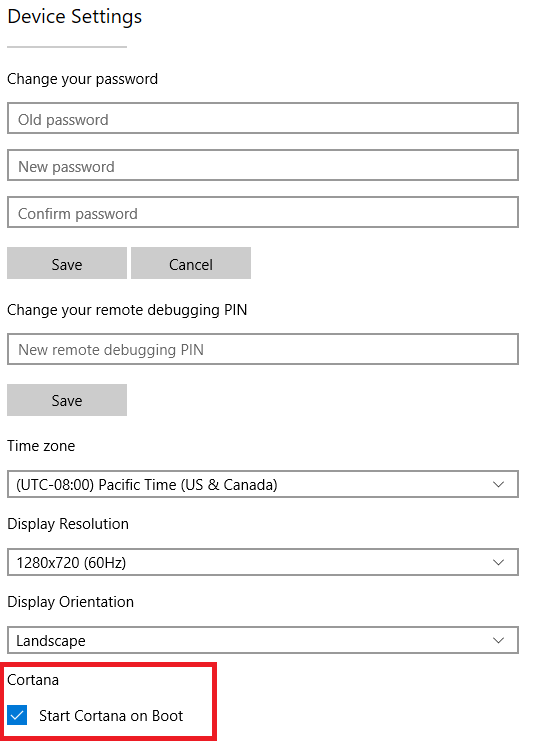 Device Settings
Change your password
Old password
New password
Confirm password
Save Cancel
Change your remote debugging PIN
New remote debugging PIN
Save
Time zone
(UTC-08:00) Pacific Time (US & Canada)
Display Resolution
1280x720 (60Hz)
Display Orientation
Landscape
Cortana
Start Cortana on Boot